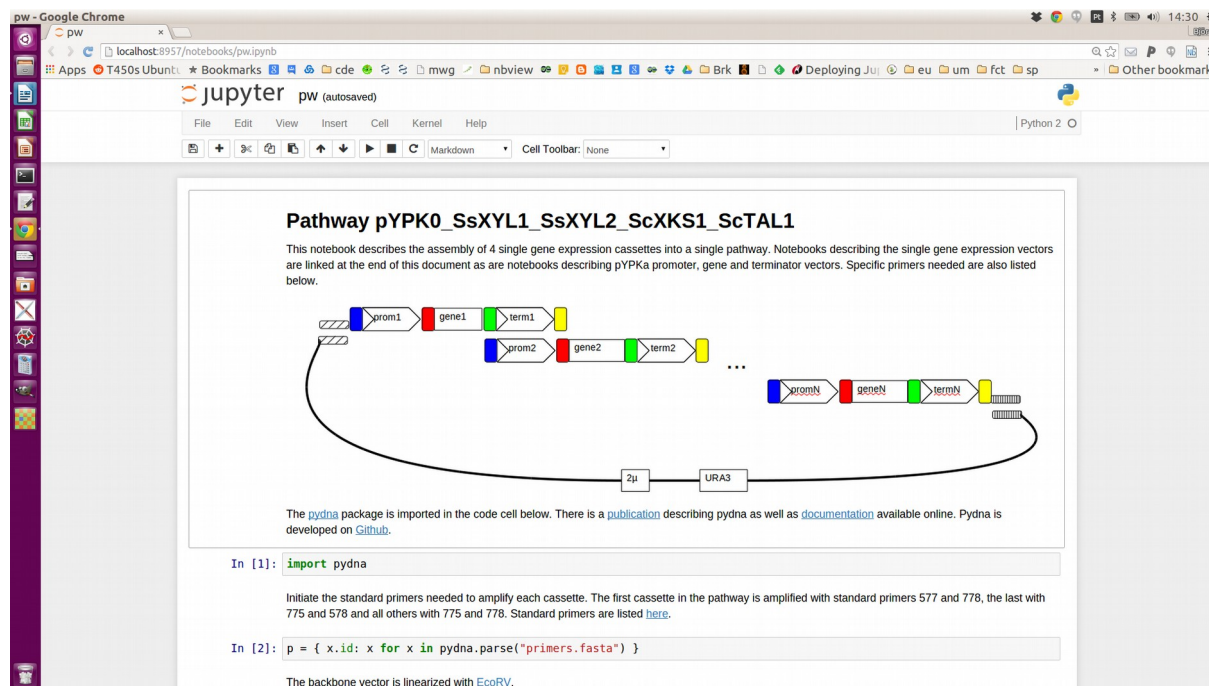 pw - Google Chrome
Pt
14:30
pw
localhost:8957/notebooks/pw.ipynb
Apps T450s Ubuntu Bookmarks cde mwg nbview Brk Deploying Ju eu um fct sp » Other bookmark
jupyter pw (autosaved)
File Edit View Insert Cell Kernel Help
Python 2
Markdown Cell Toolbar: None
Pathway pYPK0_SsXYL1_SsXYL2_ScXKS1_ScTAL1
This notebook describes the assembly of 4 single gene expression cassettes into a single pathway. Notebooks describing the single gene expression vectors
are linked at the end of this document as are notebooks describing pYPKa promoter, gene and terminator vectors. Specific primers needed are also listed
below.
prom1 gene1 term1
prom2 gene2 term2
...
promN geneN termN
2μ URA3
The pydna package is imported in the code cell below. There is a publication describing pydna as well as documentation available online. Pydna is
developed on Github.
In [1]: import pydna
Initiate the standard primers needed to amplify each cassette. The first cassette in the pathway is amplified with standard primers 577 and 778, the last with
775 and 578 and all others with 775 and 778. Standard primers are listed here.
In [2]: p = { x.id: x for x in pydna.parse("primers.fasta") }
The backbone vector is linearized with EcoRV.